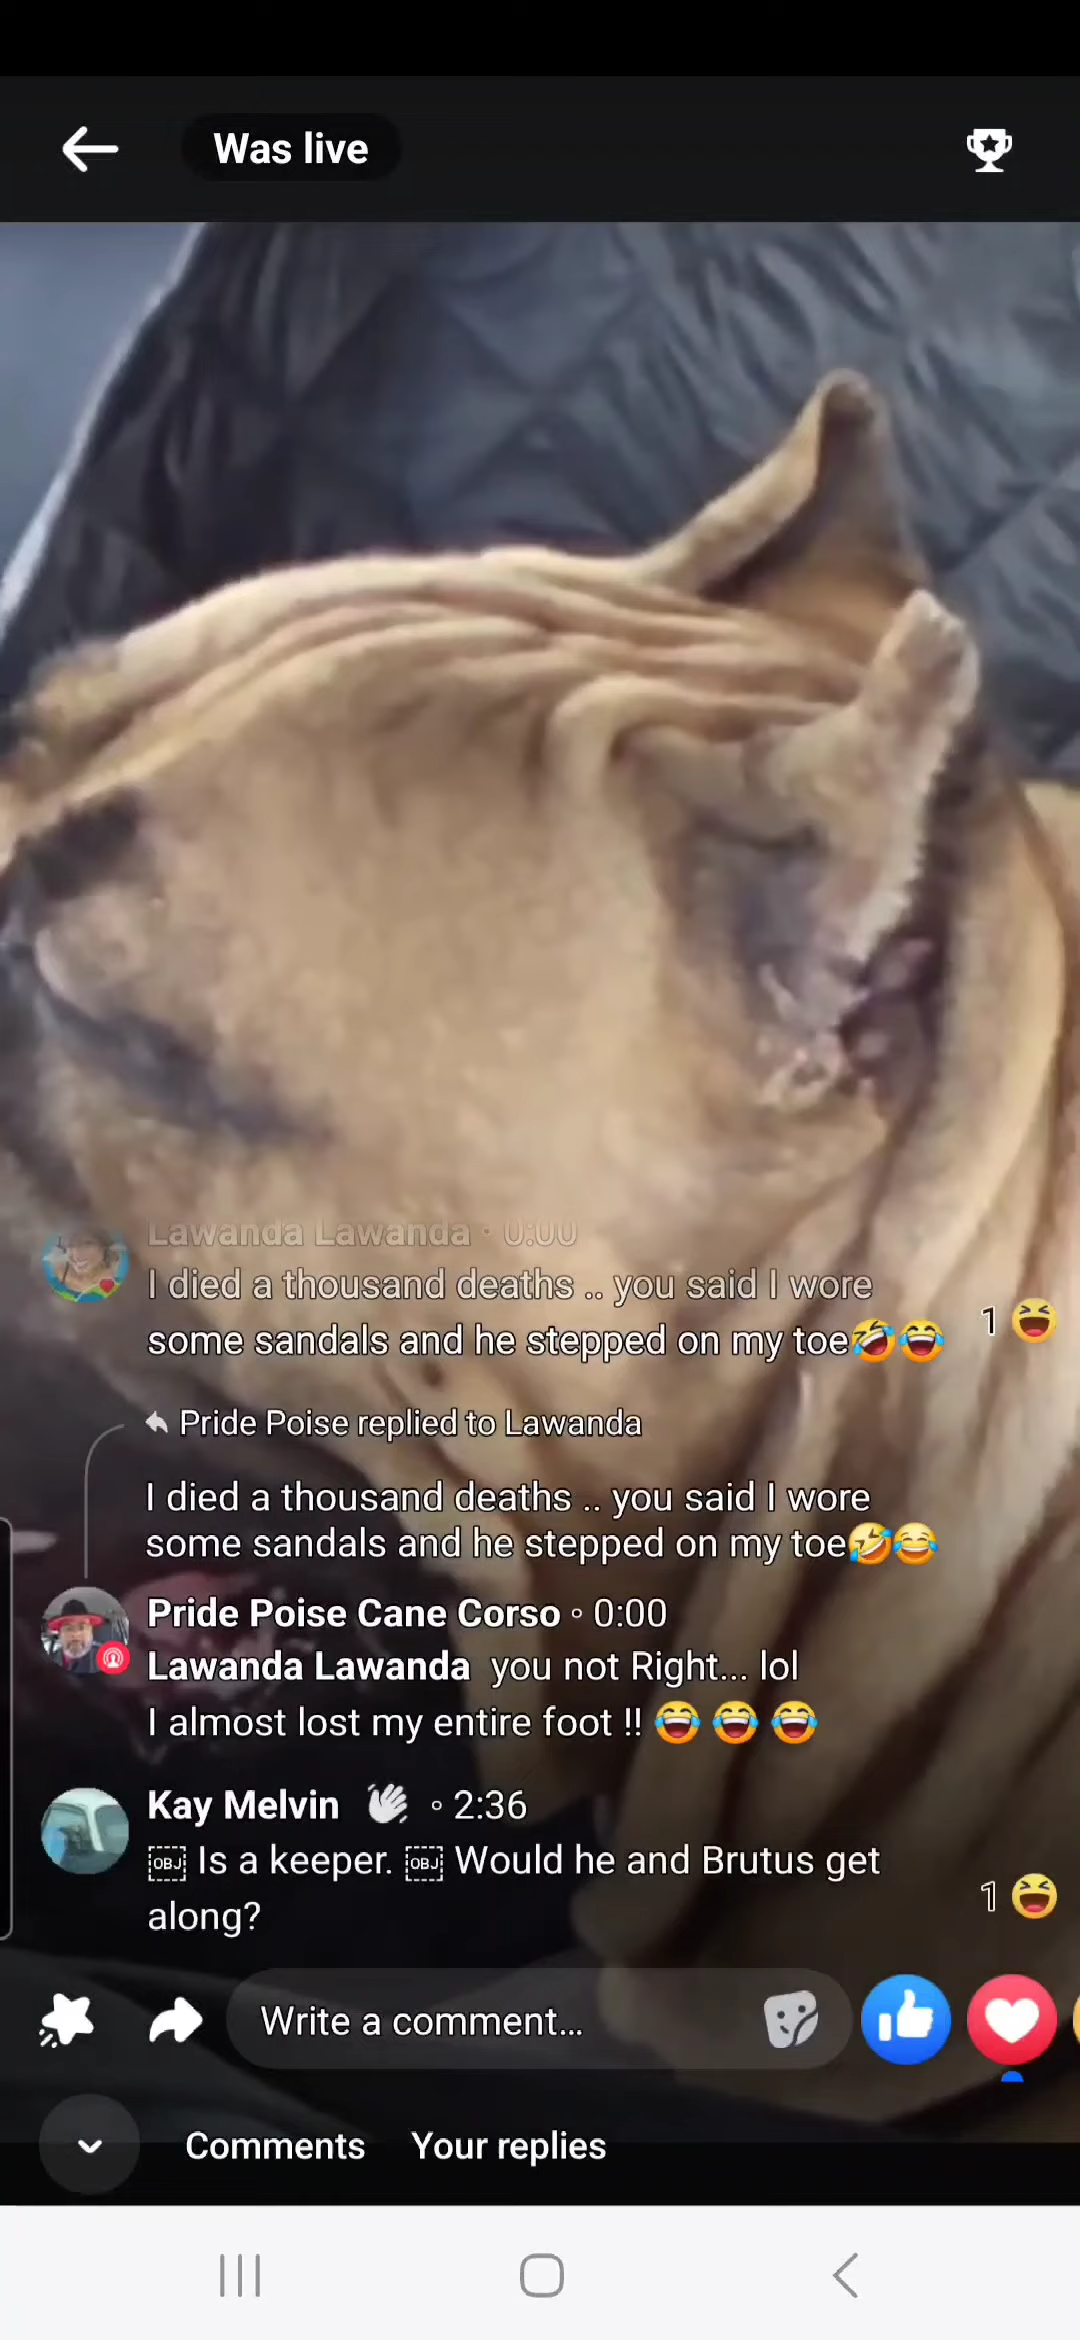 Was live
Lawanda Lawanda · 0:00
I died a thousand deaths .. you said I wore
some sandals and he stepped on my toe🤣😂
1 😆
Pride Poise replied to Lawanda
I died a thousand deaths .. you said I wore
some sandals and he stepped on my toe🤣😂
Pride Poise Cane Corso ◦ 0:00
Lawanda Lawanda you not Right... lol
I almost lost my entire foot !! 😂 😂 😂
Kay Melvin 👋 ◦ 2:36
OBJ Is a keeper. OBJ Would he and Brutus get
along?
1 😆
Write a comment...
Comments Your replies